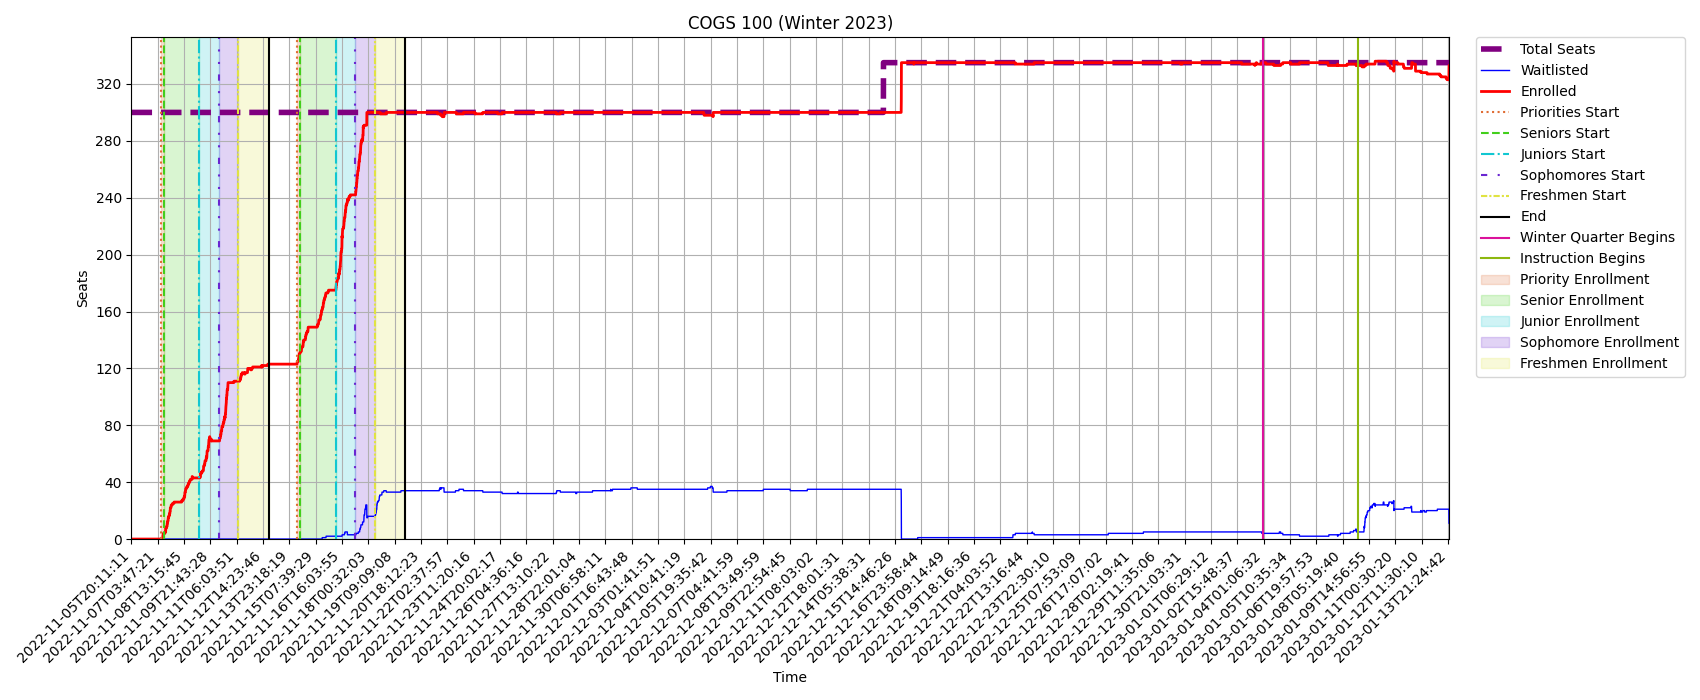 COGS 100 (Winter 2023)
Seats
320
280
240
200
160
120
80
40
0
Total Seats
Waitlisted
Enrolled
Priorities Start
Seniors Start
Juniors Start
Sophomores Start
Freshmen Start
End
Winter Quarter Begins
Instruction Begins
Priority Enrollment
Senior Enrollment
Junior Enrollment
Sophomore Enrollment
Freshmen Enrollment
2022-11-05T20:11:11
2022-11-07T03:47:21
2022-11-08T13:15:45
2022-11-09T21:43:28
2022-11-11T06:03:51
2022-11-12T14:23:46
2022-11-13T23:18:19
2022-11-15T07:39:29
2022-11-16T16:03:55
2022-11-18T00:32:03
2022-11-19T09:09:08
2022-11-20T18:12:23
2022-11-22T02:37:57
2022-11-23T11:20:16
2022-11-24T20:02:17
2022-11-26T04:36:16
2022-11-27T13:10:22
2022-11-28T22:01:04
2022-11-30T06:58:11
2022-12-01T16:43:48
2022-12-03T01:41:51
2022-12-04T10:41:19
2022-12-05T19:35:42
2022-12-07T04:41:59
2022-12-08T13:49:59
2022-12-09T22:54:45
2022-12-11T08:03:02
2022-12-12T18:01:31
2022-12-14T05:38:31
2022-12-15T14:46:26
2022-12-16T23:58:44
2022-12-18T09:14:49
2022-12-19T18:16:36
2022-12-21T04:03:52
2022-12-22T13:16:44
2022-12-23T22:30:10
2022-12-25T07:53:09
2022-12-26T17:07:02
2022-12-28T02:19:41
2022-12-29T11:35:06
2022-12-30T21:03:31
2023-01-01T06:29:12
2023-01-02T15:48:37
2023-01-04T01:06:32
2023-01-05T10:35:34
2023-01-06T19:57:53
2023-01-08T05:19:40
2023-01-09T14:56:55
2023-01-11T00:30:20
2023-01-12T11:30:10
2023-01-13T21:24:42
Time